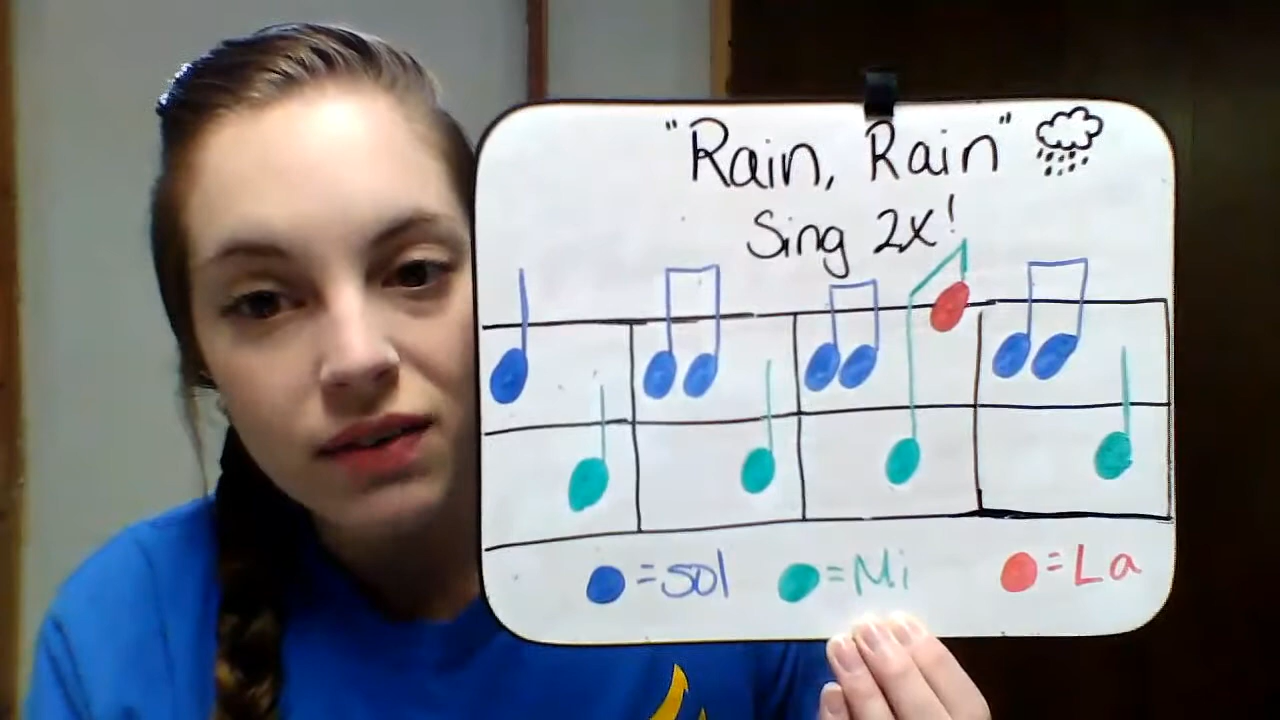 "Rain, Rain"
Sing 2x!
=Sol =Mi =La